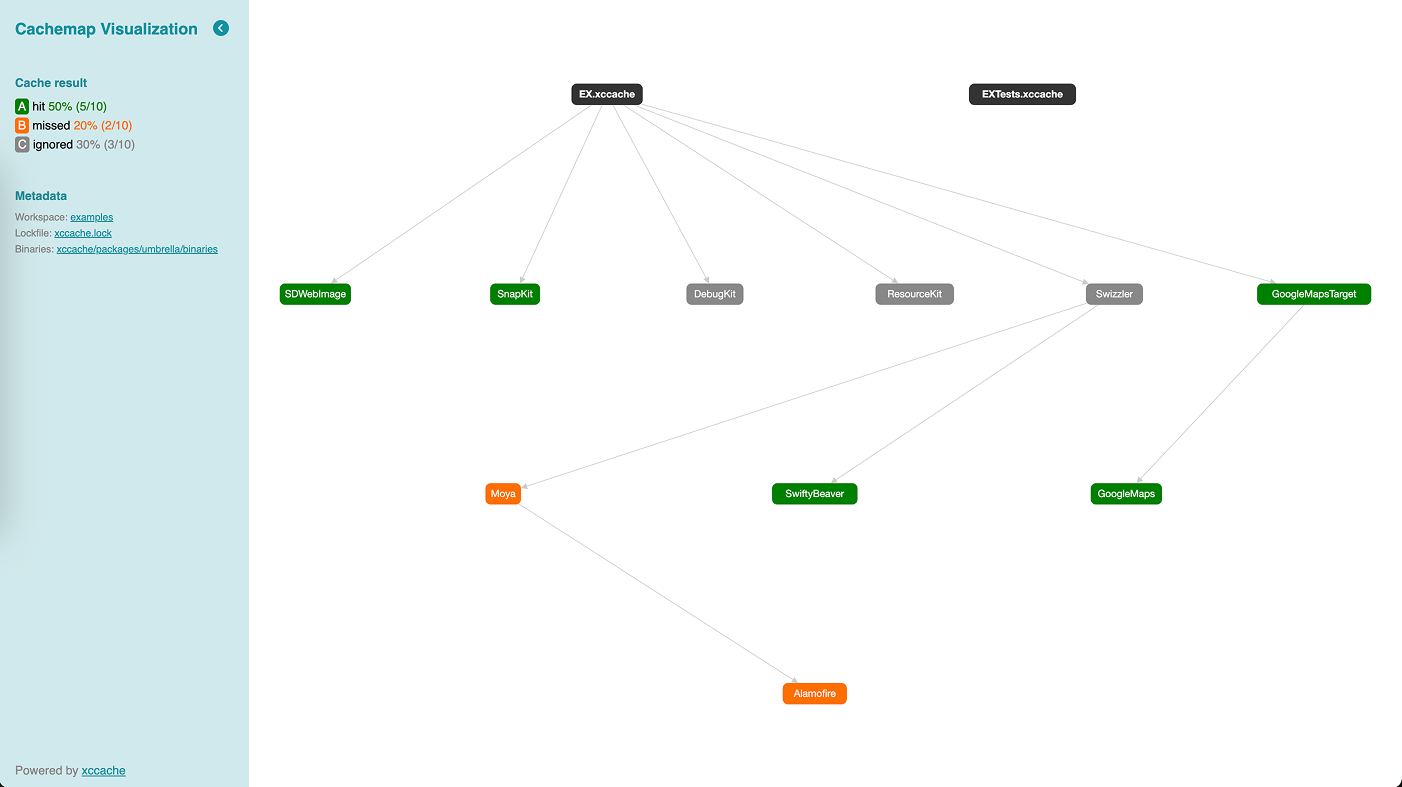 Cachemap Visualization
Cache result
A hit 50% (5/10)
B missed 20% (2/10)
C ignored 30% (3/10)
Metadata
Workspace: examples
Lockfile: xccache.lock
Binaries: xccache/packages/umbrella/binaries
Powered by xccache
EX.xccache
EXTests.xccache
SDWebImage
SnapKit
DebugKit
ResourceKit
Swizzler
GoogleMapsTarget
Moya
SwiftyBeaver
GoogleMaps
Alamofire